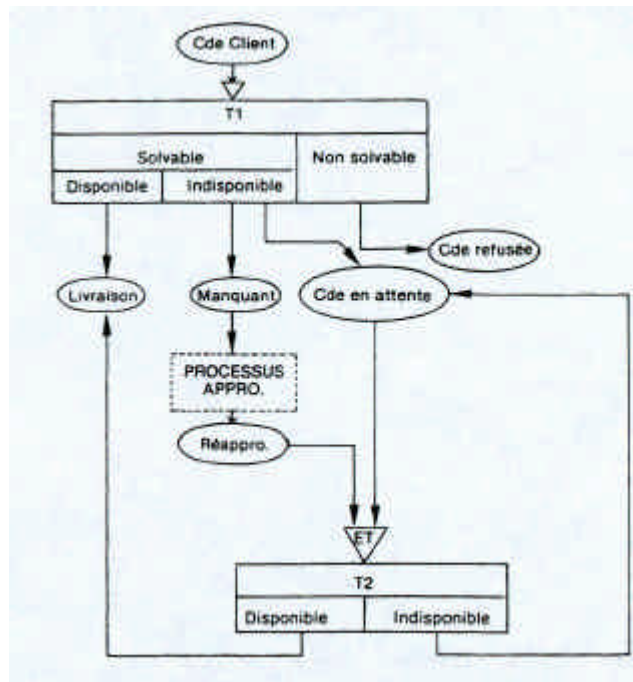 Cde Client
T1
Solvable
Non solvable
Disponible
Indisponible
Cde refusée
Livraison
Manquant
Cde en attente
PROCESSUS
APPRO.
Réappro.
ET
T2
Disponible
Indisponible